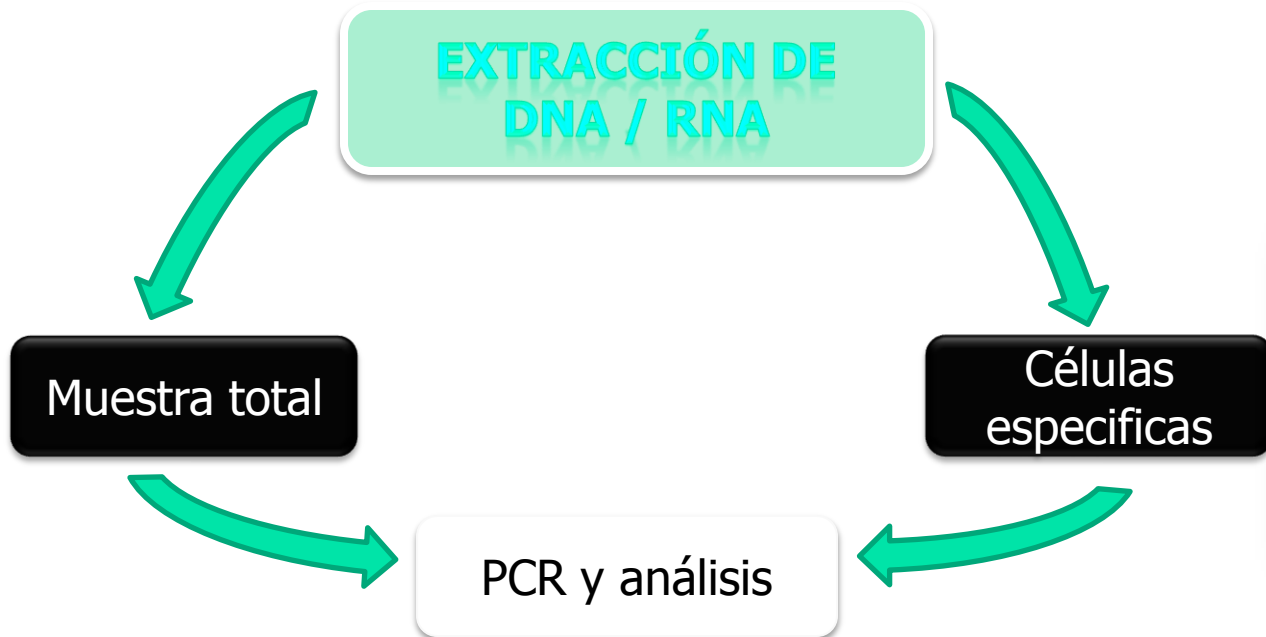 EXTRACCIÓN DE
DNA / RNA
Muestra total
Células
especificas
PCR y análisis